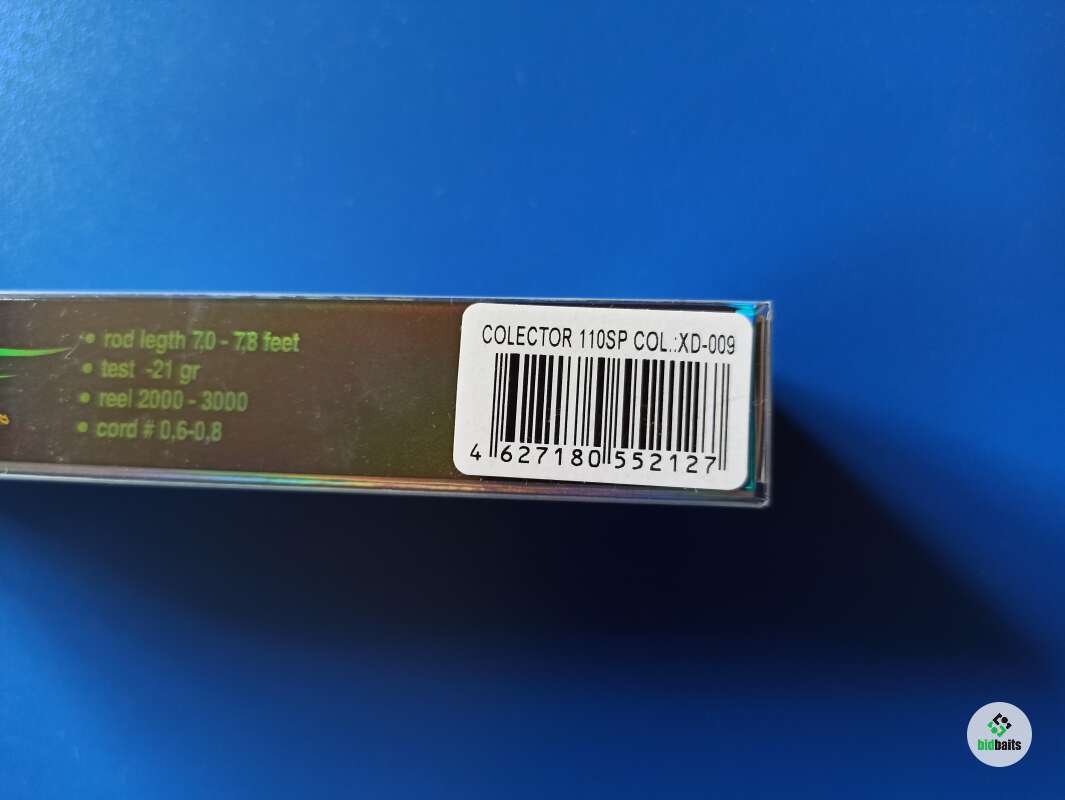 • rod legth 7,0 - 7,8 feet
• test -21 gr
• reel 2000 - 3000
• cord # 0,6-0,8
COLECTOR 110SP COL.:XD-009
4 627180 552127
bidbaits